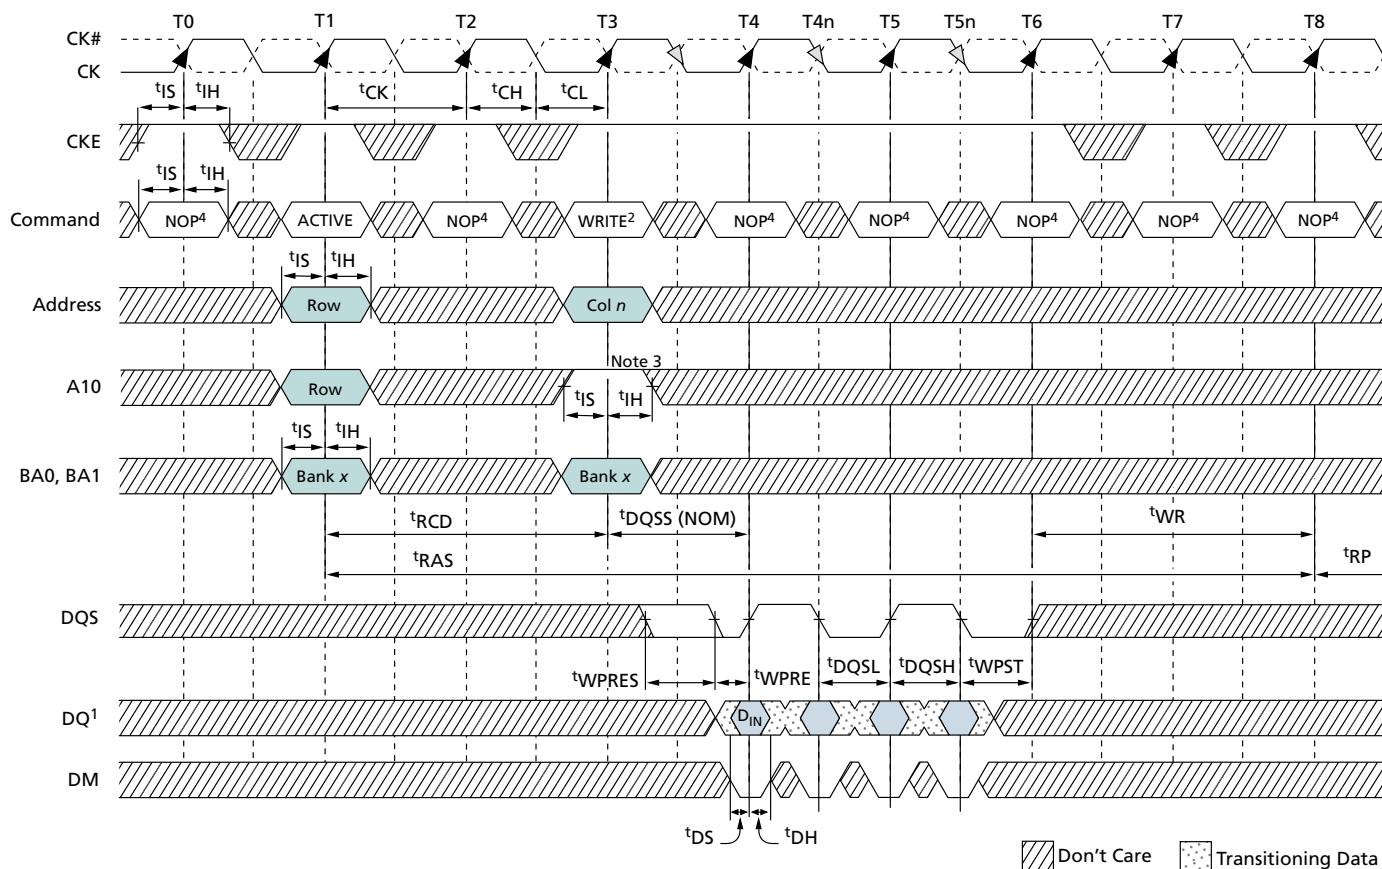 T0 T1 T2 T3 T4 T4n T5 T5n T6 T7 T8
CK#
CK
tIS tIH tCK tCH tCL
CKE
tIS tIH
Command NOP4 ACTIVE NOP4 WRITE2 NOP4 NOP4 NOP4 NOP4 NOP4
tIS tIH
Address Row Col n
Note 3
A10 Row
tIS tIH
tIS tIH
BA0, BA1 Bank x Bank x
tRCD tDQSS (NOM) tWR
tRAS tRP
DQS
tWPRES tWPRE tDQSL tDQSH tWPST
DQ1 DIN
DM
tDS tDH
Don't Care Transitioning Data